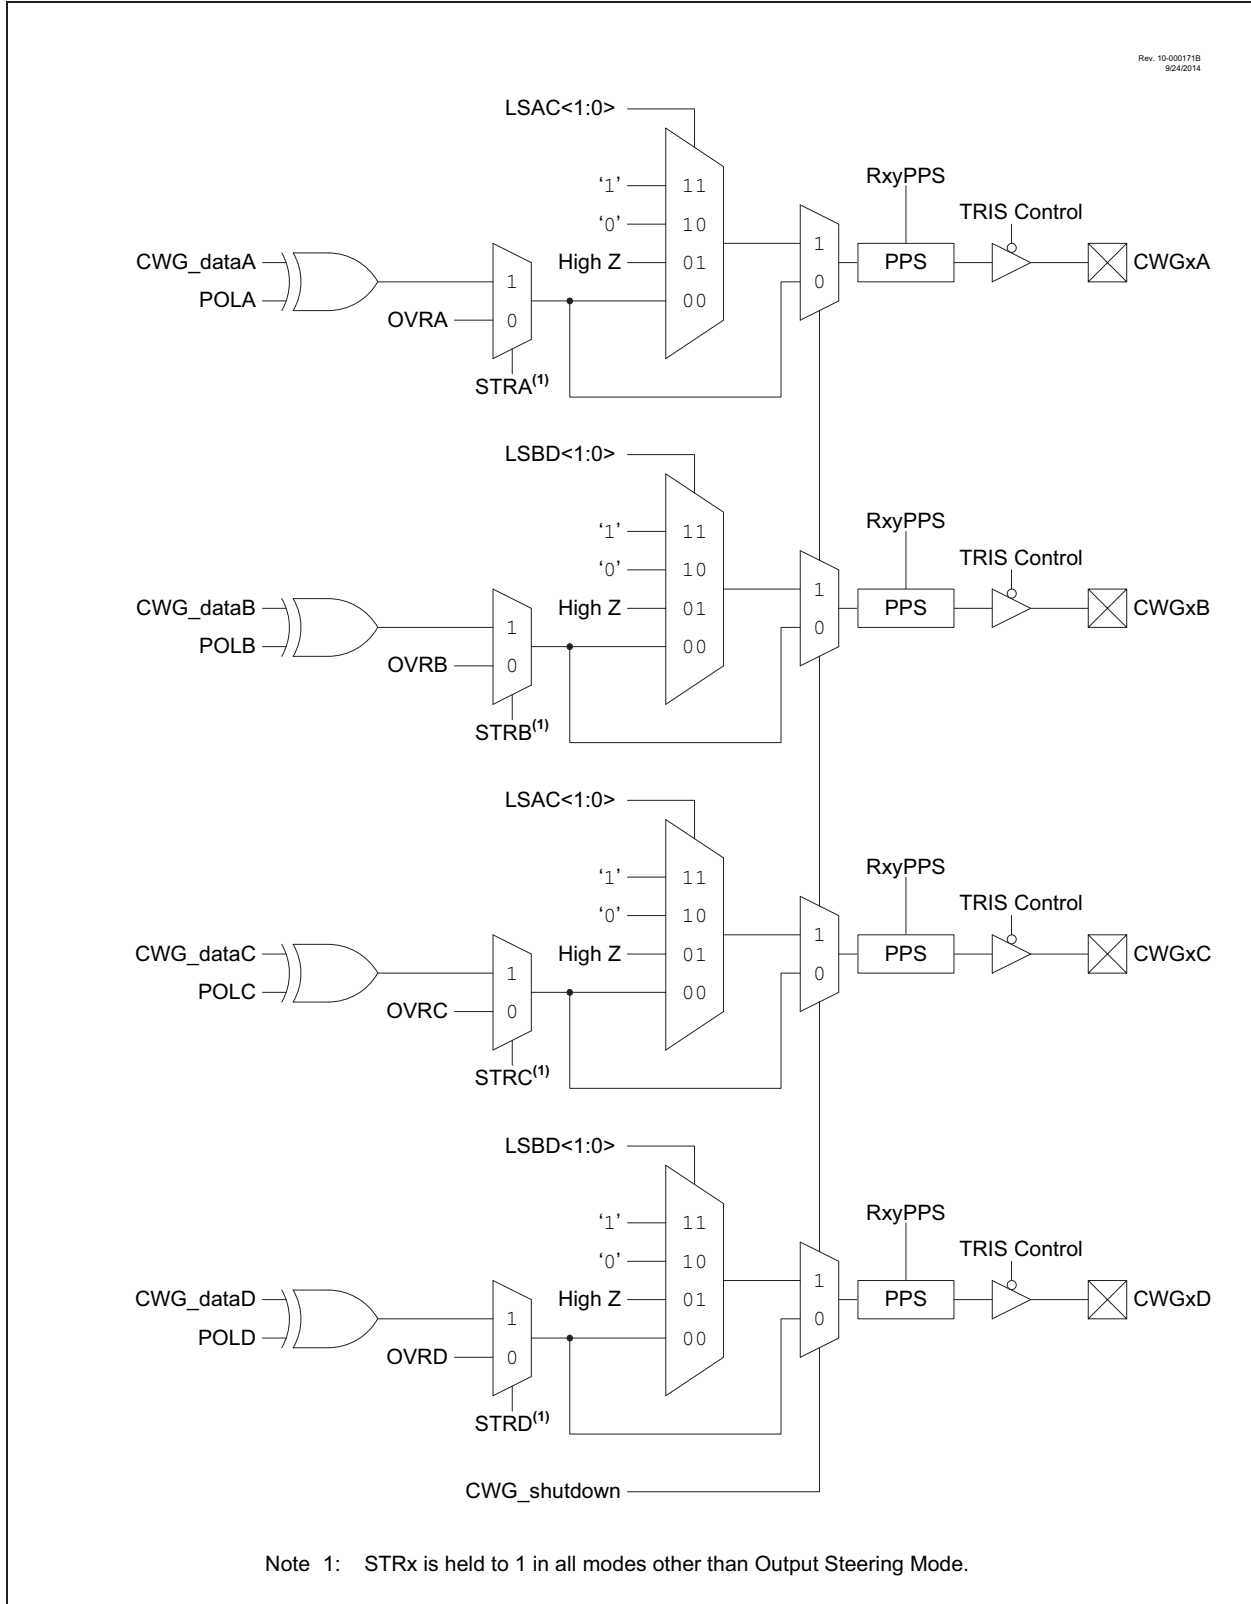 Rev. 10-000171B
9/24/2014
LSAC<1:0>
RxyPPS
‘1’ 11
TRIS Control
‘0’ 10
1
CWG_dataA
High Z 01
PPS
CWGxA
1
0
POLA
00
OVRA 0
STRA(1)
LSBD<1:0>
RxyPPS
‘1’ 11
TRIS Control
‘0’ 10
1
CWG_dataB
High Z 01
PPS
CWGxB
1
0
POLB
00
OVRB 0
STRB(1)
LSAC<1:0>
RxyPPS
‘1’ 11
TRIS Control
‘0’ 10
1
CWG_dataC
High Z 01
PPS
CWGxC
1
0
POLC
00
OVRC 0
STRC(1)
LSBD<1:0>
RxyPPS
‘1’ 11
TRIS Control
‘0’ 10
1
CWG_dataD
High Z 01
PPS
CWGxD
1
0
POLD
00
OVRD 0
STRD(1)
CWG_shutdown
Note 1: STRx is held to 1 in all modes other than Output Steering Mode.